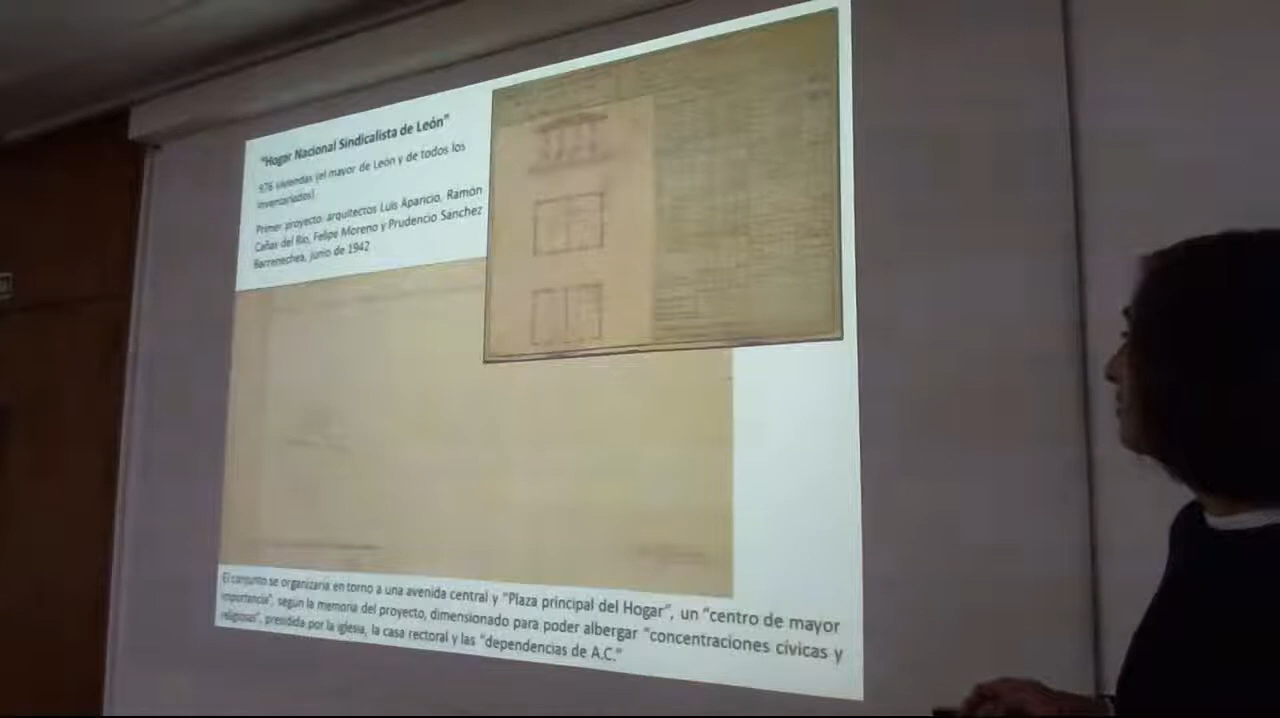 "Hogar Nacional Sindicalista de León"
976 viviendas (el mayor de León y de todos los
inventariados)
Primer proyecto: arquitectos Luis Aparicio, Ramón
Cañas del Río, Felipe Moreno y Prudencio Sánchez
Barrenechea, junio de 1942
El conjunto se organizaría en torno a una avenida central y "Plaza principal del Hogar", un "centro de mayor
importancia", según la memoria del proyecto, dimensionado para poder albergar "concentraciones cívicas y
religiosas", presidida por la iglesia, la casa rectoral y las "dependencias de A.C."